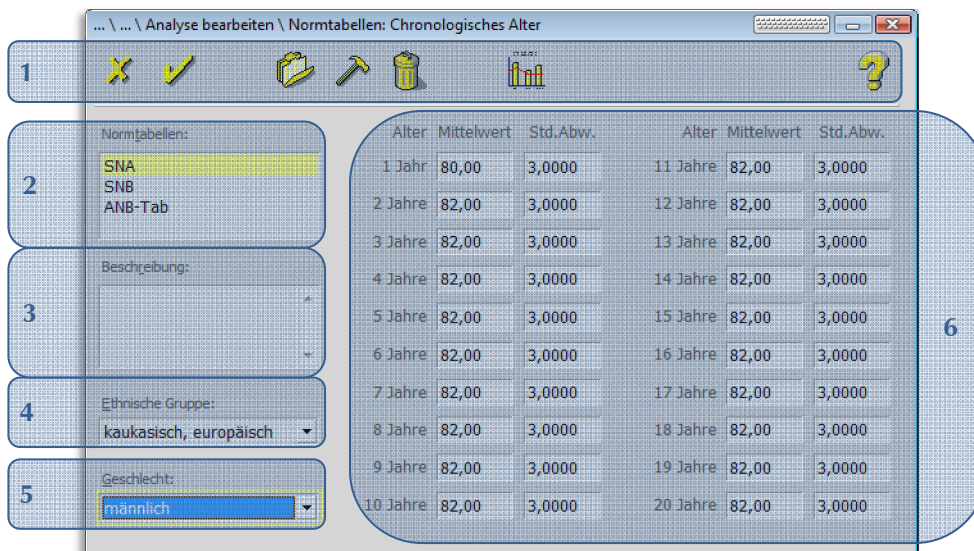 ... \ ... \ Analyse bearbeiten \ Normtabellen: Chronologisches Alter
1
2
Normtabellen:
SNA
SNB
ANB-Tab
3
Beschreibung:
4
Ethnische Gruppe:
kaukasisch, europäisch
5
Geschlecht:
männlich
6
Alter Mittelwert Std.Abw. Alter Mittelwert Std.Abw.
1 Jahr 80,00 3,0000 11 Jahre 82,00 3,0000
2 Jahre 82,00 3,0000 12 Jahre 82,00 3,0000
3 Jahre 82,00 3,0000 13 Jahre 82,00 3,0000
4 Jahre 82,00 3,0000 14 Jahre 82,00 3,0000
5 Jahre 82,00 3,0000 15 Jahre 82,00 3,0000
6 Jahre 82,00 3,0000 16 Jahre 82,00 3,0000
7 Jahre 82,00 3,0000 17 Jahre 82,00 3,0000
8 Jahre 82,00 3,0000 18 Jahre 82,00 3,0000
9 Jahre 82,00 3,0000 19 Jahre 82,00 3,0000
10 Jahre 82,00 3,0000 20 Jahre 82,00 3,0000